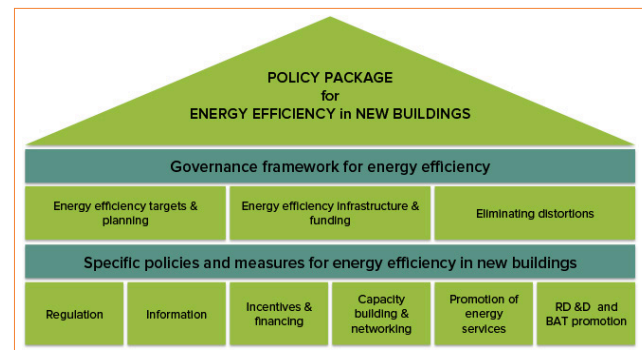 POLICY PACKAGE
for
ENERGY EFFICIENCY in NEW BUILDINGS
Governance framework for energy efficiency
Energy efficiency targets &
planning
Energy efficiency infrastructure &
funding
Eliminating distortions
Specific policies and measures for energy efficiency in new buildings
Regulation
Information
Incentives &
financing
Capacity
building &
networking
Promotion of
energy
services
RD &D and
BAT promotion